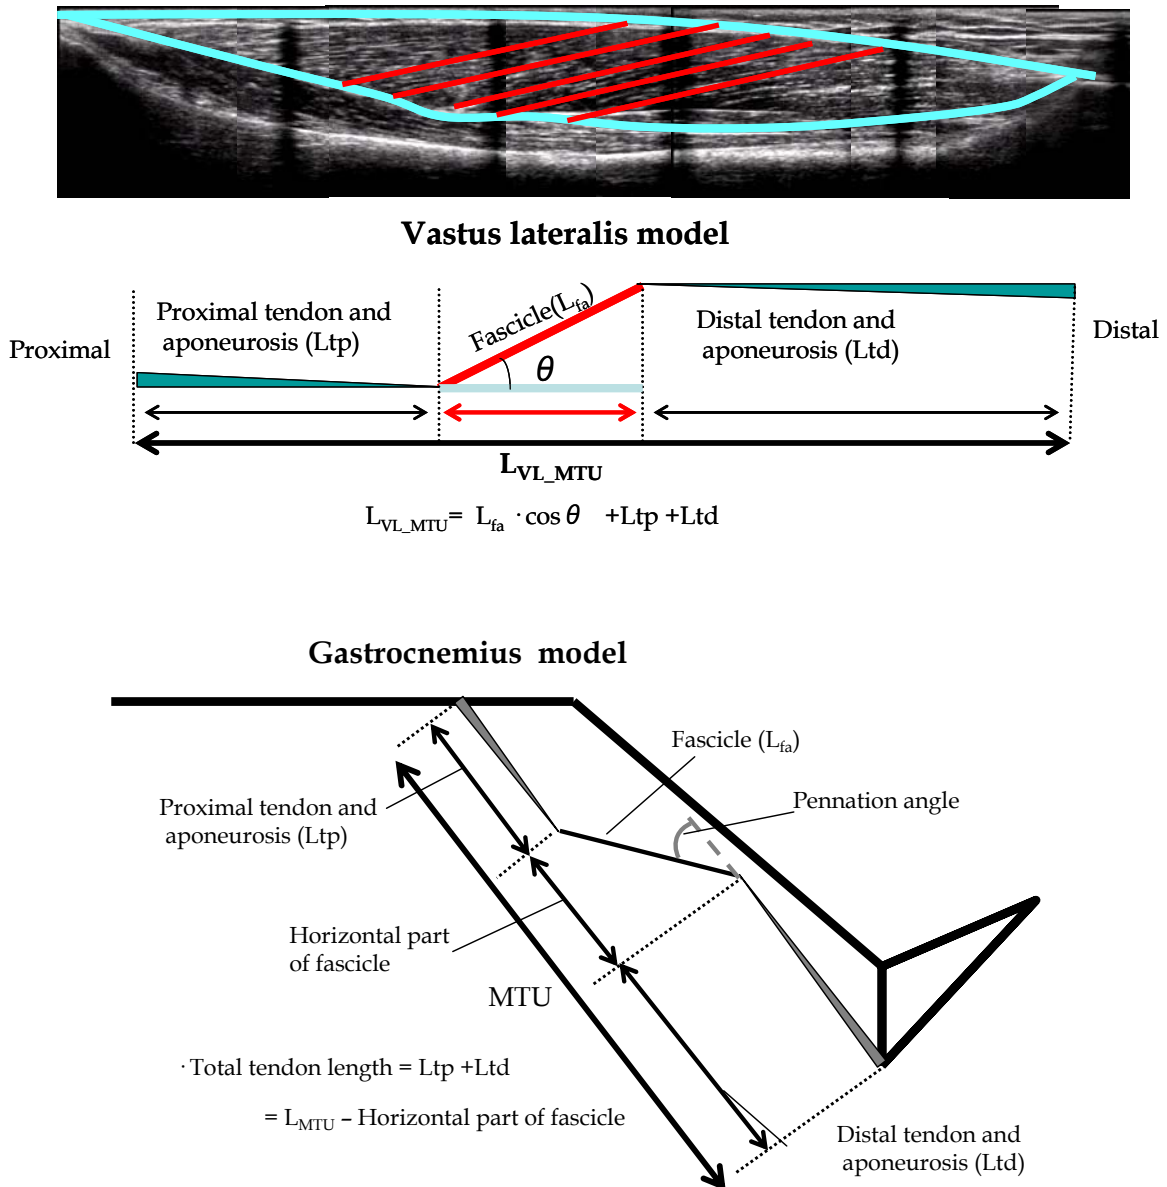 Vastus lateralis model
Proximal
Proximal tendon and
aponeurosis (Ltp)
Fascicle(Lfa)
θ
Distal tendon and
aponeurosis (Ltd)
Distal
LVL_MTU
LVL_MTU= Lfa ·cos θ +Ltp +Ltd
Gastrocnemius model
Fascicle (Lfa)
Pennation angle
Proximal tendon and
aponeurosis (Ltp)
Horizontal part
of fascicle
MTU
· Total tendon length = Ltp +Ltd
= LMTU – Horizontal part of fascicle
Distal tendon and
aponeurosis (Ltd)